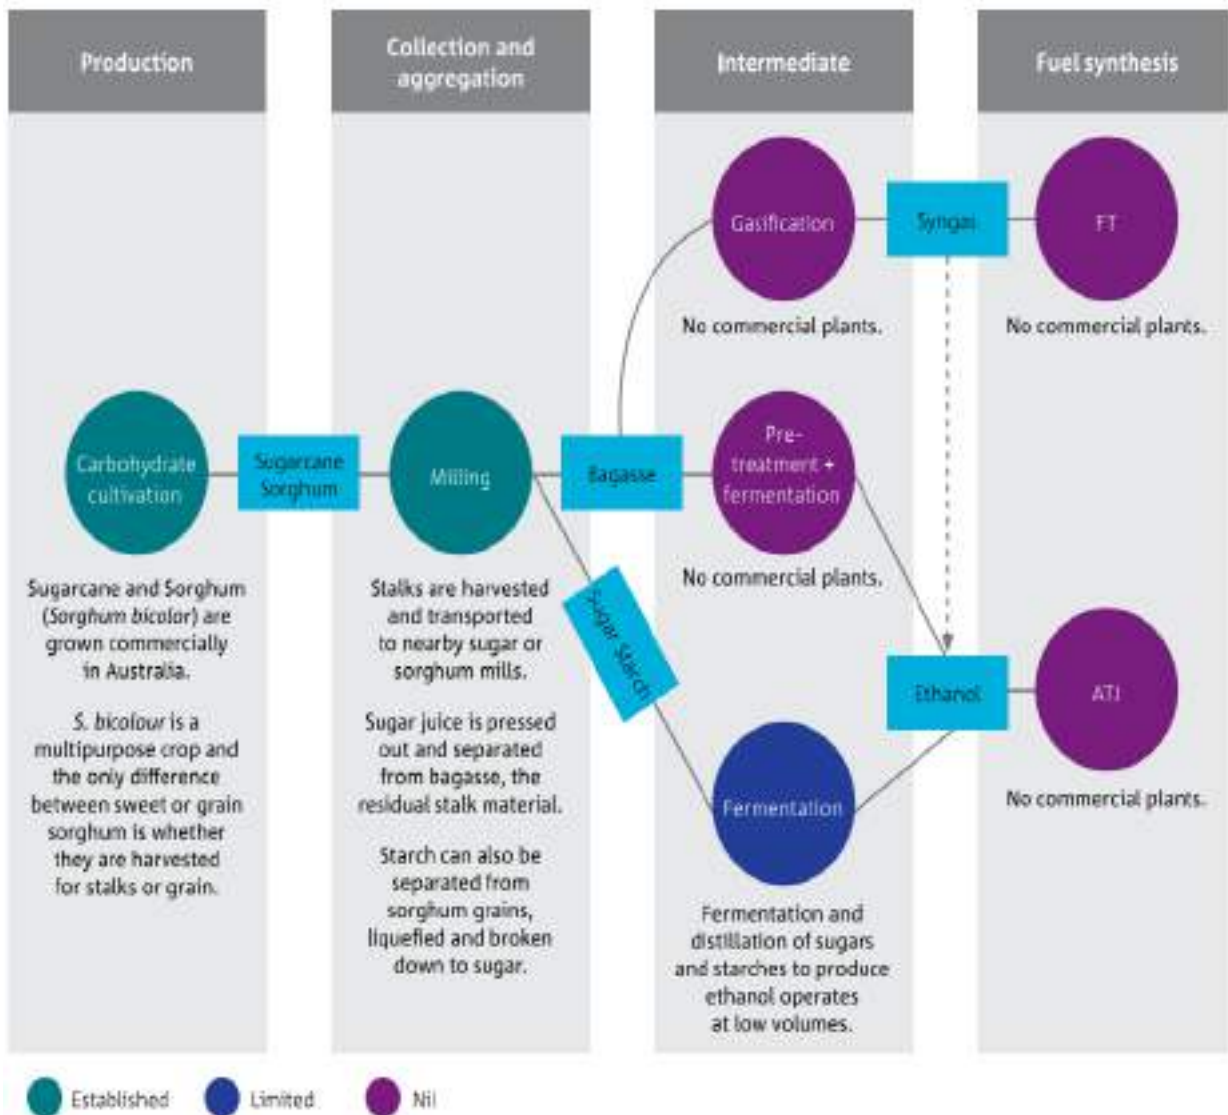 Production
Collection and
aggregation
Intermediate
Fuel synthesis
Gasification
Syngas
FT
No commercial plants.
No commercial plants.
Carbohydrate
cultivation
Sugarcane
Sorghum
Milling
Bagasse
Pre-
treatment +
fermentation
No commercial plants.
Sugarcane and Sorghum
(Sorghum bicolor) are
grown commercially
in Australia.
S. bicolour is a
multipurpose crop and
the only difference
between sweet or grain
sorghum is whether
they are harvested
for stalks or grain.
Stalks are harvested
and transported
to nearby sugar or
sorghum mills.
Sugar juice is pressed
out and separated
from bagasse, the
residual stalk material.
Starch can also be
separated from
sorghum grains,
liquefied and broken
down to sugar.
Sugar Starch
Ethanol
ATJ
No commercial plants.
Fermentation
Fermentation and
distillation of sugars
and starches to produce
ethanol operates
at low volumes.
Established
Limited
Nil